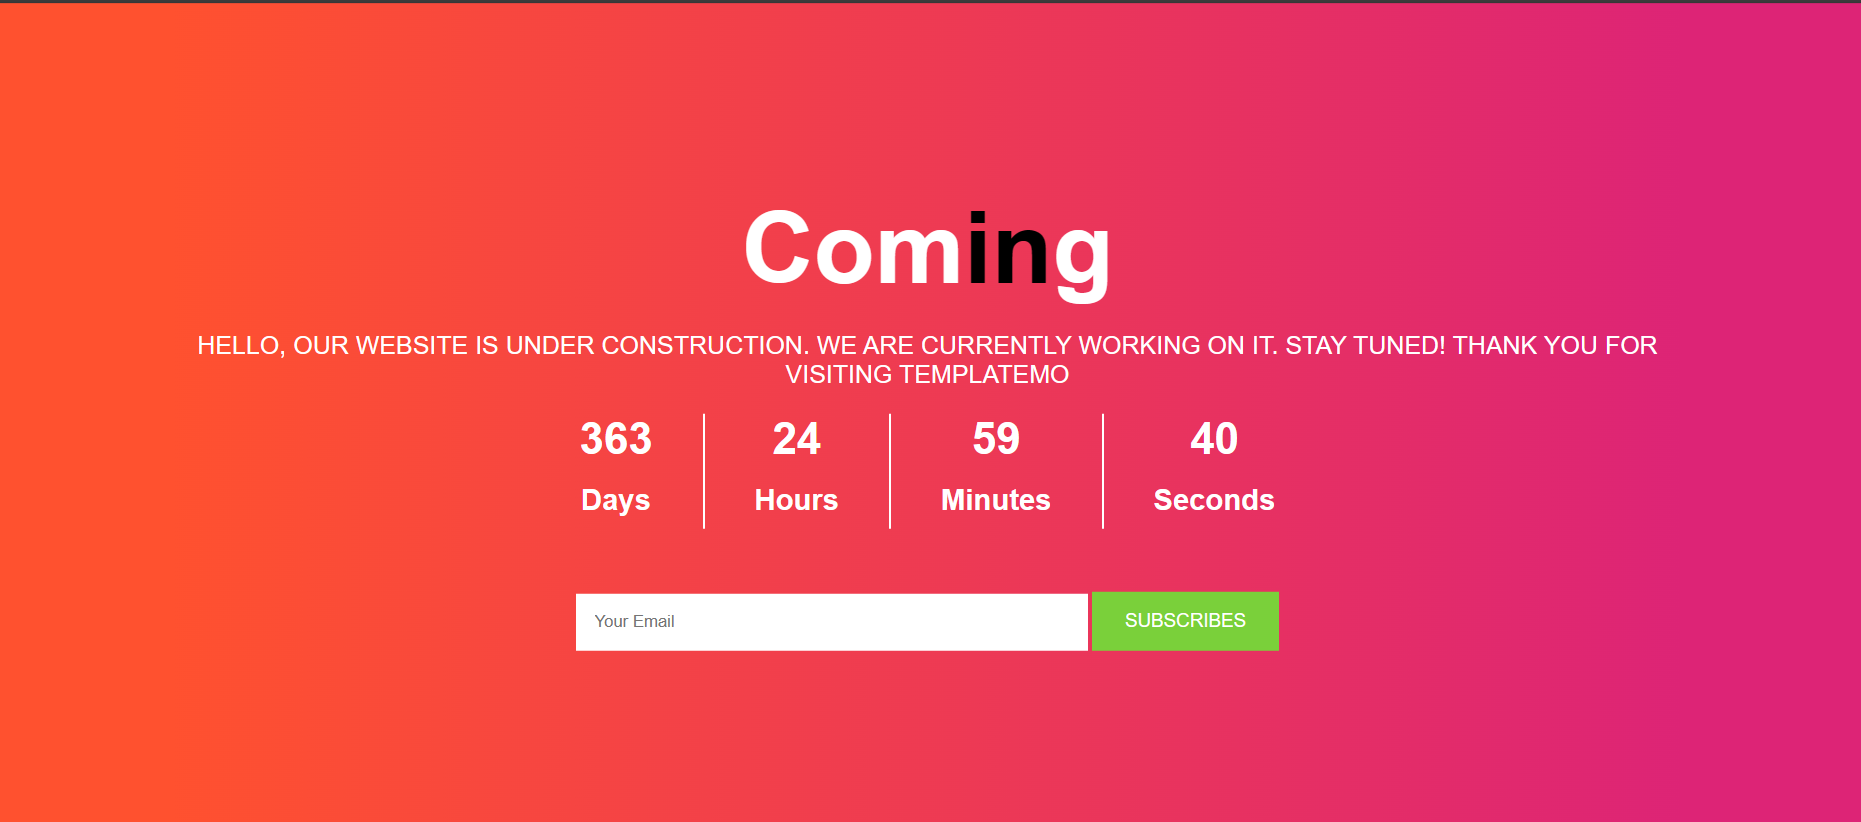 Coming
HELLO, OUR WEBSITE IS UNDER CONSTRUCTION. WE ARE CURRENTLY WORKING ON IT. STAY TUNED! THANK YOU FOR
VISITING TEMPLATEMO
363 24 59 40
Days Hours Minutes Seconds
Your Email SUBSCRIBES